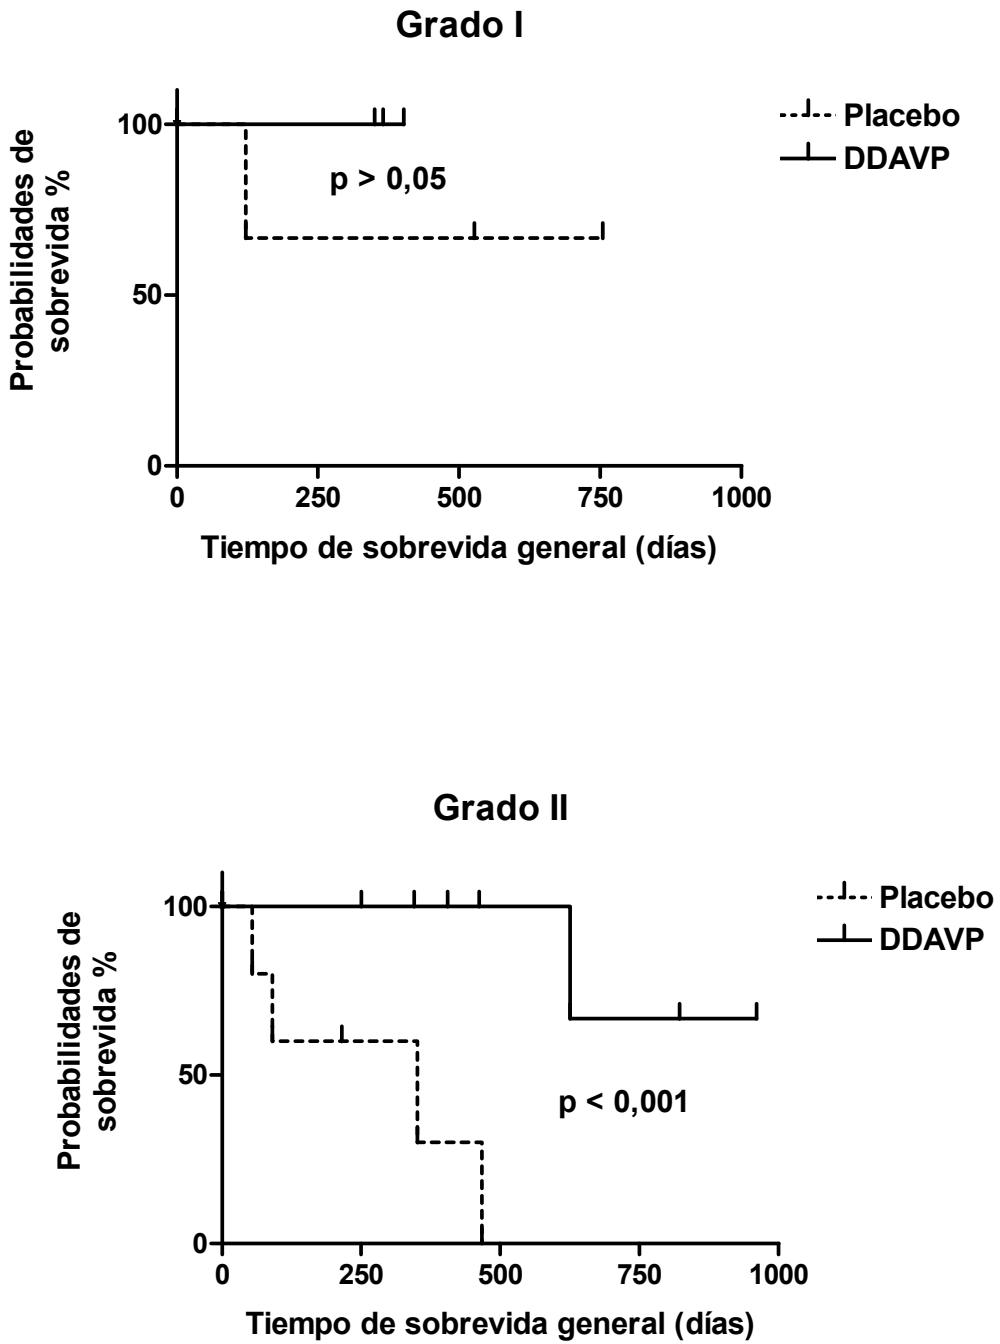 Grado I
Probabilidades de
sobrevida %
100
50
0
0 250 500 750 1000
p > 0,05
Placebo
DDAVP
Tiempo de sobrevida general (días)
Grado II
Probabilidades de
sobrevida %
100
50
0
0 250 500 750 1000
p < 0,001
Placebo
DDAVP
Tiempo de sobrevida general (días)